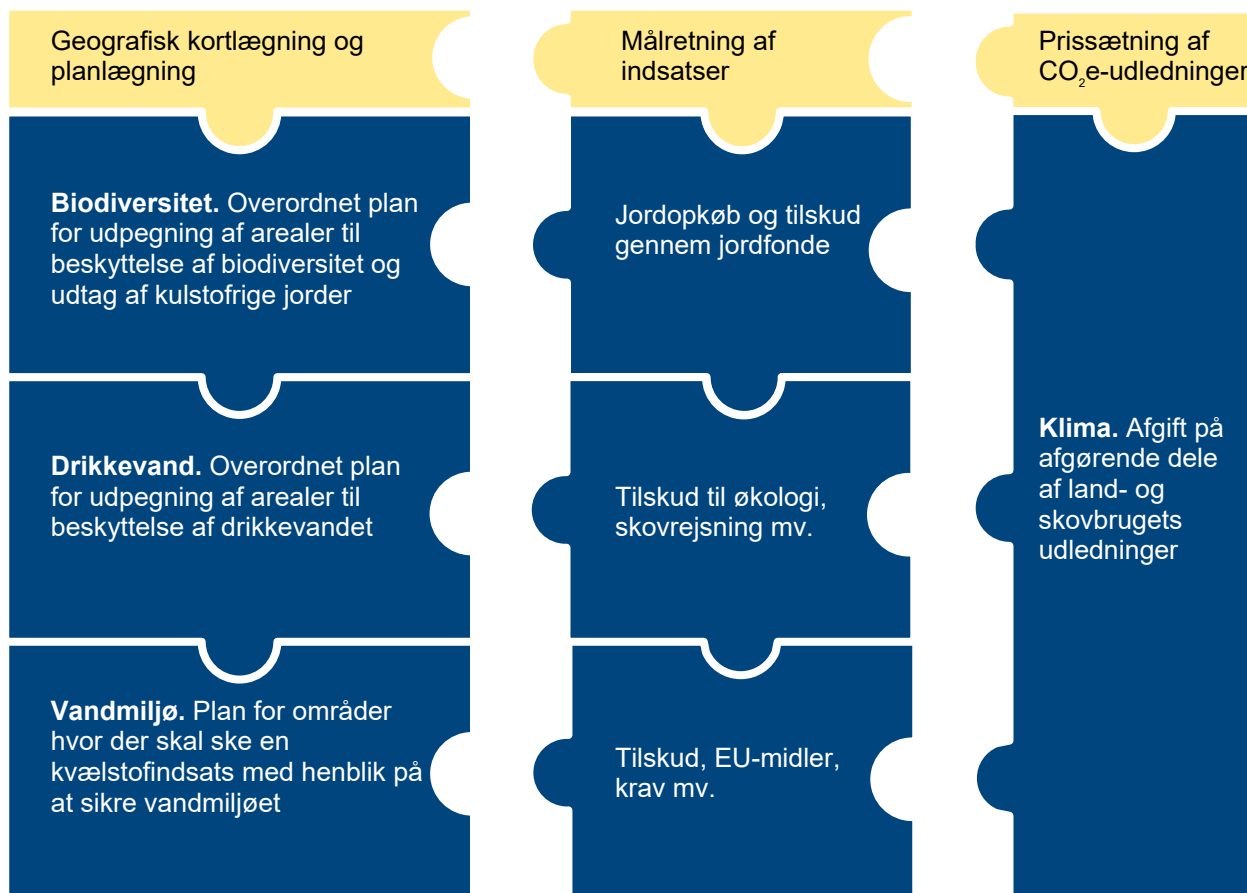 Geografisk kortlægning og
planlægning
Målretning af
indsatser
Prissætning af
CO₂e-udledninger
Biodiversitet. Overordnet plan
for udpegning af arealer til
beskyttelse af biodiversitet og
udtag af kulstofrige jorder
Jordopkøb og tilskud
gennem jordfonde
Drikkevand. Overordnet plan
for udpegning af arealer til
beskyttelse af drikkevandet
Tilskud til økologi,
skovrejsning mv.
Klima. Afgift på
afgørende dele
af land- og
skovbrugets
udledninger
Vandmiljø. Plan for områder
hvor der skal ske en
kvælstofindsats med henblik på
at sikre vandmiljøet
Tilskud, EU-midler,
krav mv.